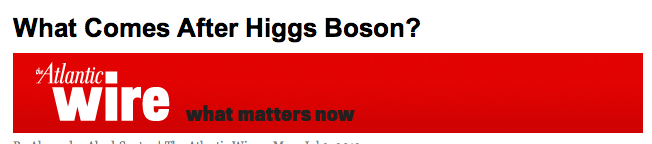 What Comes After Higgs Boson?
the Atlantic
wire what matters now